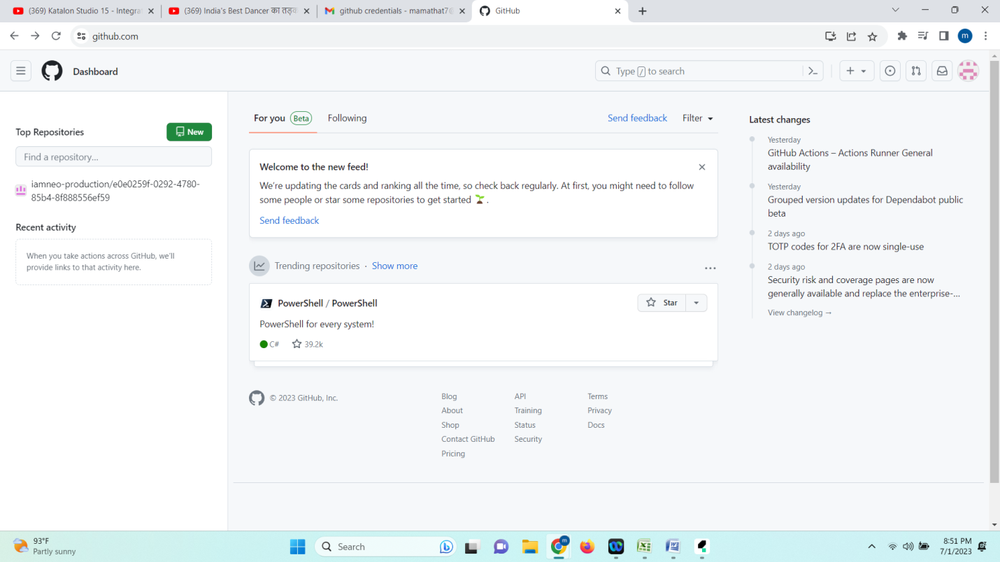 (369) Katalon Studio 15 - Integrat
(369) India's Best Dancer का तड़क
github credentials - mamathat7@
GitHub
github.com
m
Dashboard
Type / to search
Top Repositories
New
Find a repository...
iamneo-production/e0e0259f-0292-4780-
85b4-8f888556ef59
Recent activity
When you take actions across GitHub, we'll
provide links to that activity here.
For you Beta
Following
Send feedback
Filter
Welcome to the new feed!
We're updating the cards and ranking all the time, so check back regularly. At first, you might need to follow
some people or star some repositories to get started 🌱 .
Send feedback
Trending repositories · Show more
PowerShell / PowerShell
Star
PowerShell for every system!
C#
39.2k
Latest changes
Yesterday
GitHub Actions – Actions Runner General
availability
Yesterday
Grouped version updates for Dependabot public
beta
2 days ago
TOTP codes for 2FA are now single-use
2 days ago
Security risk and coverage pages are now
generally available and replace the enterprise-...
View changelog →
© 2023 GitHub, Inc.
Blog
About
Shop
Contact GitHub
Pricing
API
Training
Status
Security
Terms
Privacy
Docs
93°F
Partly sunny
Search
m
8:51 PM
7/1/2023